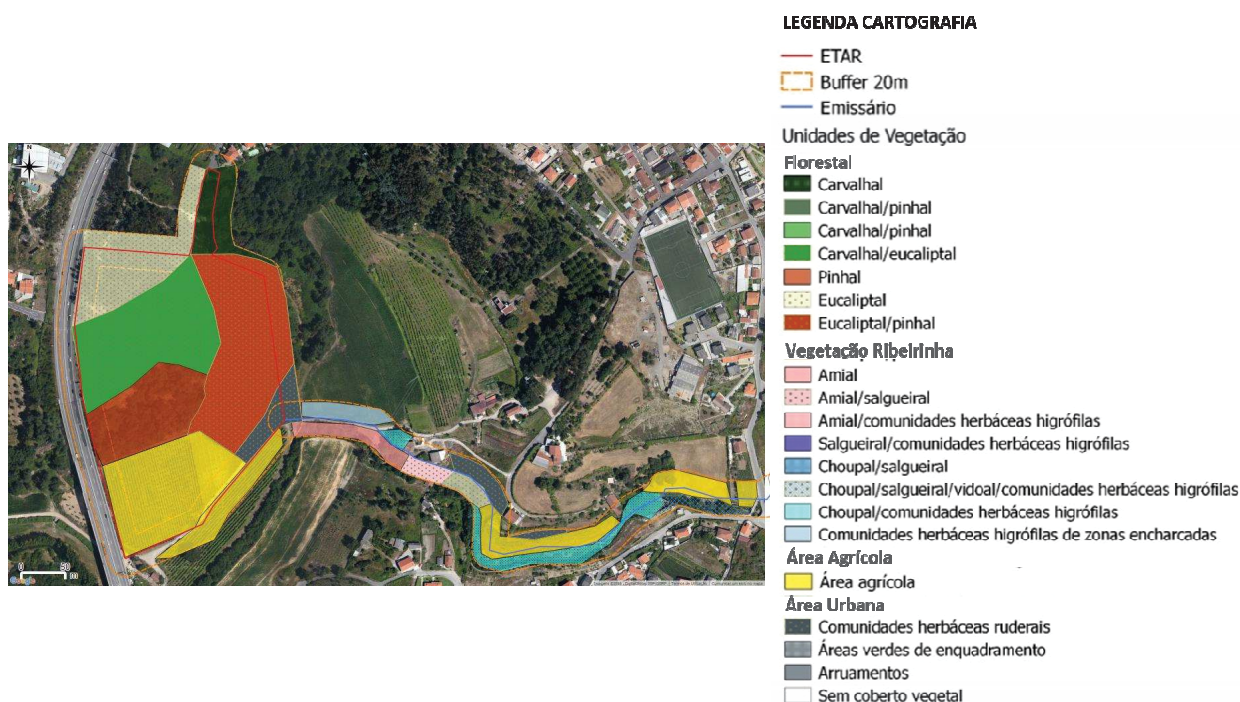 LEGENDA CARTOGRAFIA
ETAR
Buffer 20m
Emissário
Unidades de Vegetação
Florestal
Carvalhal
Carvalhal/pinhal
Carvalhal/pinhal
Carvalhal/eucaliptal
Pinhal
Eucaliptal
Eucaliptal/pinhal
Vegetação Ribeirinha
Amial
Amial/salgueiral
Amial/comunidades herbáceas higrófilas
Salgueiral/comunidades herbáceas higrófilas
Choupal/salgueiral
Choupal/salgueiral/vidoal/comunidades herbáceas higrófilas
Choupal/comunidades herbáceas higrófilas
Comunidades herbáceas higrófilas de zonas encharcadas
Área Agrícola
Área agrícola
Área Urbana
Comunidades herbáceas ruderais
Áreas verdes de enquadramento
Arruamentos
Sem coberto vegetal
N
0 50
m